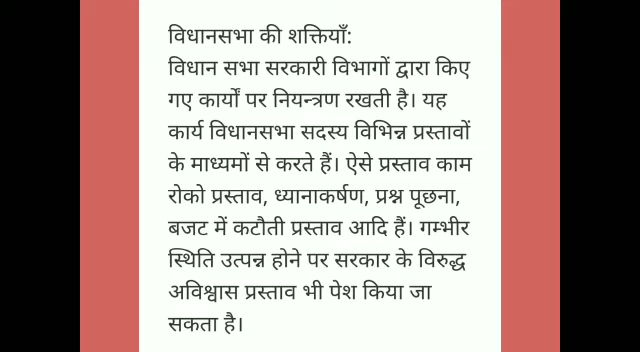 विधानसभा की शक्तियाँ:
विधान सभा सरकारी विभागों द्वारा किए
गए कार्यों पर नियन्त्रण रखती है। यह
कार्य विधानसभा सदस्य विभिन्न प्रस्तावों
के माध्यमों से करते हैं। ऐसे प्रस्ताव काम
रोको प्रस्ताव, ध्यानाकर्षण, प्रश्न पूछना,
बजट में कटौती प्रस्ताव आदि हैं। गम्भीर
स्थिति उत्पन्न होने पर सरकार के विरुद्ध
अविश्वास प्रस्ताव भी पेश किया जा
सकता है।